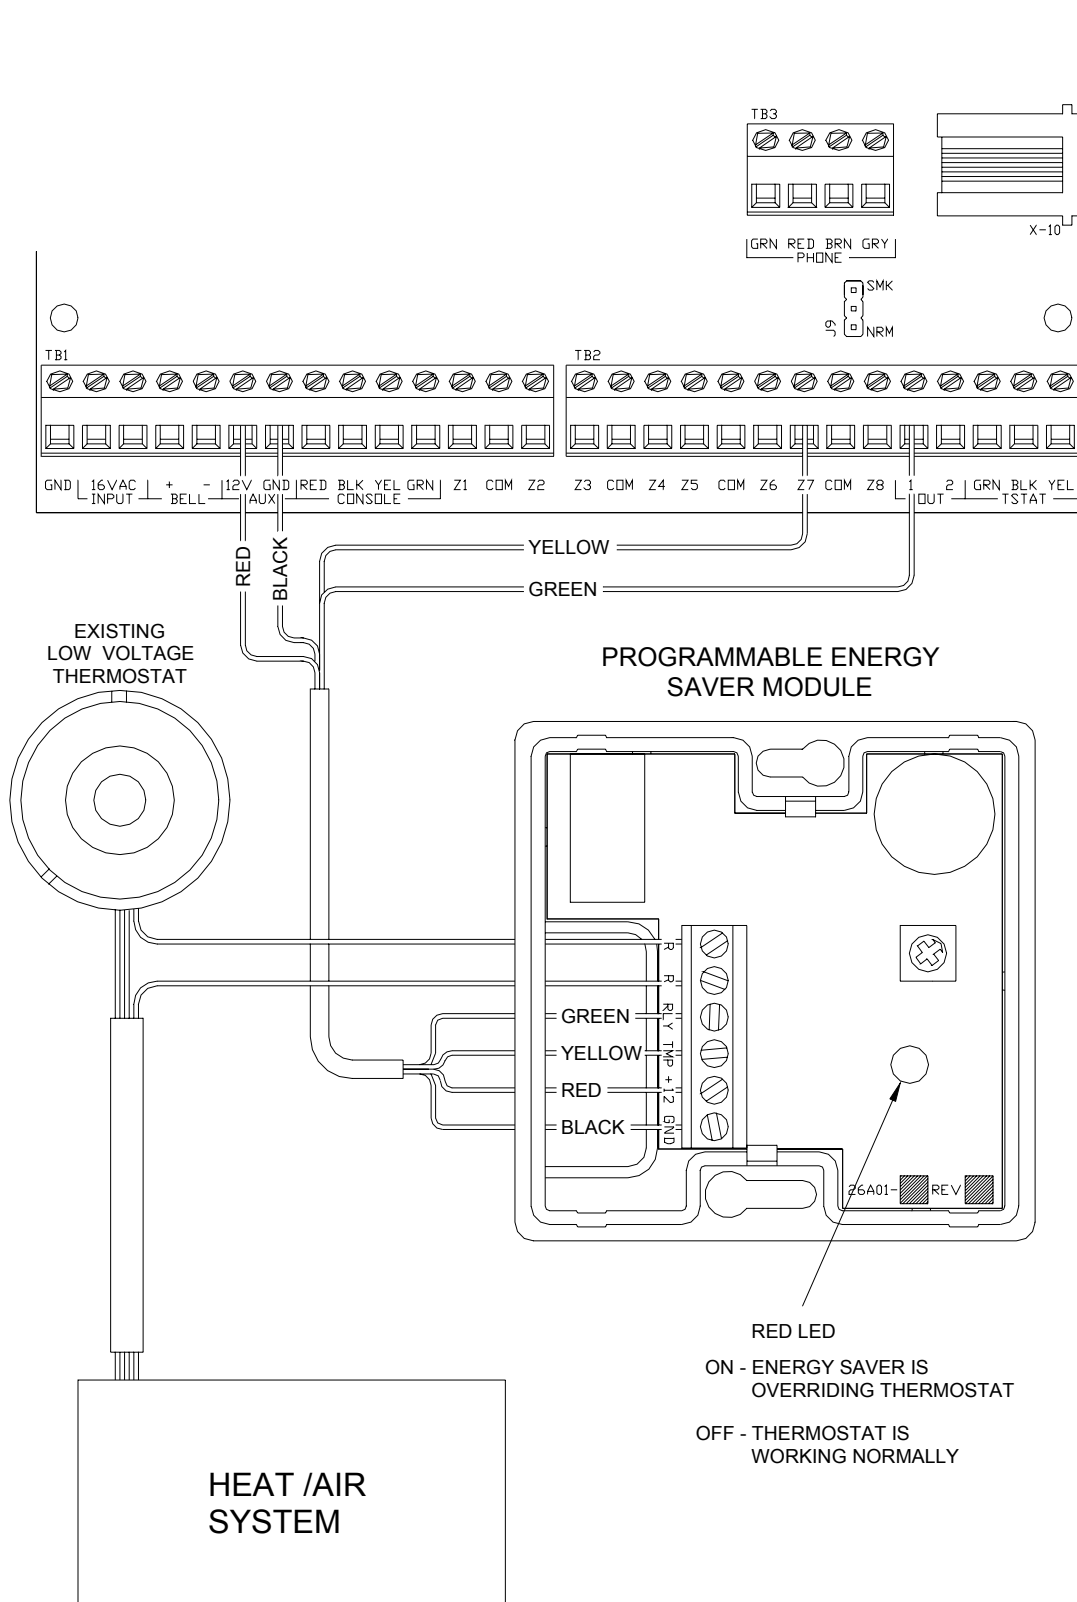 TB3
GRN RED BRN GRY
PHONE
X-10
SMK
J9
NRM
TB1
TB2
GND 16VAC + - 12V GND RED BLK YEL GRN Z1 COM Z2
INPUT BELL AUX CONSOLE
Z3 COM Z4 Z5 COM Z6 Z7 COM Z8 1 2 GRN BLK YEL
OUT TSTAT
RED
BLACK
YELLOW
GREEN
EXISTING
LOW VOLTAGE
THERMOSTAT
PROGRAMMABLE ENERGY
SAVER MODULE
R
R
GREEN RLY
YELLOW TMP
RED +12
BLACK GND
26A01- REV
RED LED
ON - ENERGY SAVER IS
OVERRIDING THERMOSTAT
OFF - THERMOSTAT IS
WORKING NORMALLY
HEAT /AIR
SYSTEM